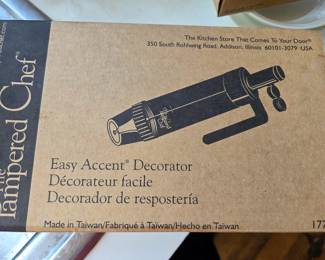 The Kitchen Store That Comes To Your Door®
350 South Rohlwing Road, Addison, Illinois 60101-3079 USA
The
Pampered Chef
Easy Accent® Decorator
Décorateur facile
Decorador de respostería
Made in Taiwan/Fabriqué à Taïwan/Hecho en Taiwan
177